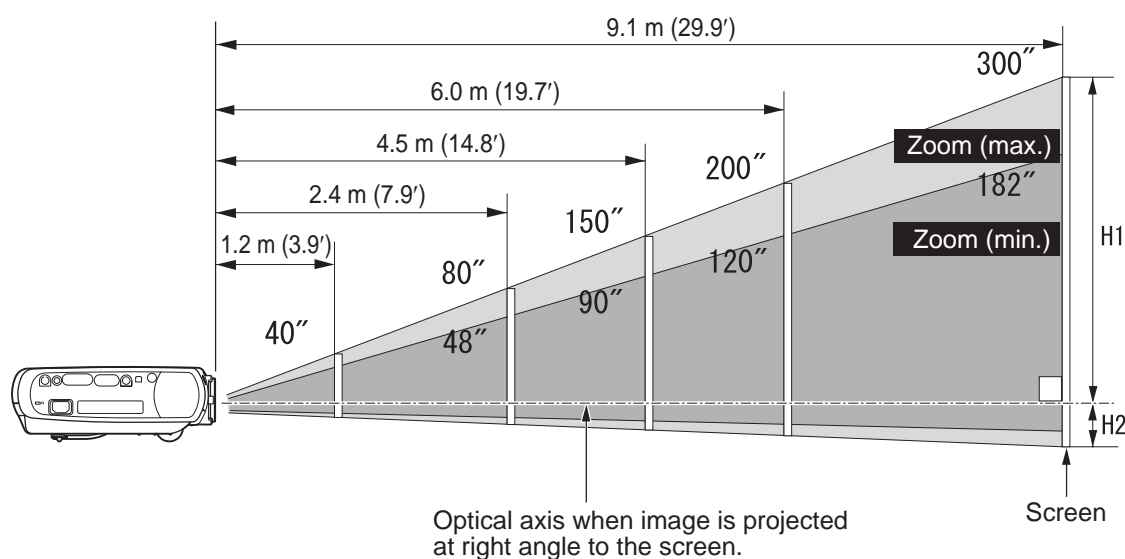 9.1 m (29.9′)
300″
6.0 m (19.7′)
4.5 m (14.8′)
Zoom (max.)
200″
182″
2.4 m (7.9′)
150″
H1
Zoom (min.)
1.2 m (3.9′)
120″
80″
90″
40″
48″
H2
Optical axis when image is projected
at right angle to the screen.
Screen